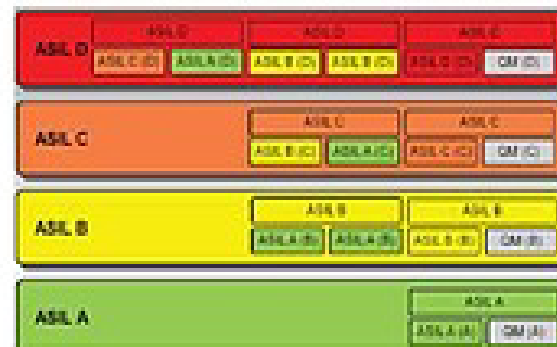 ASIL D ASIL D ASIL D
ASIL D
ASIL C (D) ASIL A (D) ASIL B (D) ASIL B (D) ASIL D (D) QM (D)
ASIL C ASIL C
ASIL C
ASIL B (C) ASIL A (C) ASIL C (C) QM (C)
ASIL B ASIL B
ASIL B
ASIL A (B) ASIL A (B) ASIL B (B) QM (B)
ASIL A
ASIL A
ASIL A (A) QM (A)